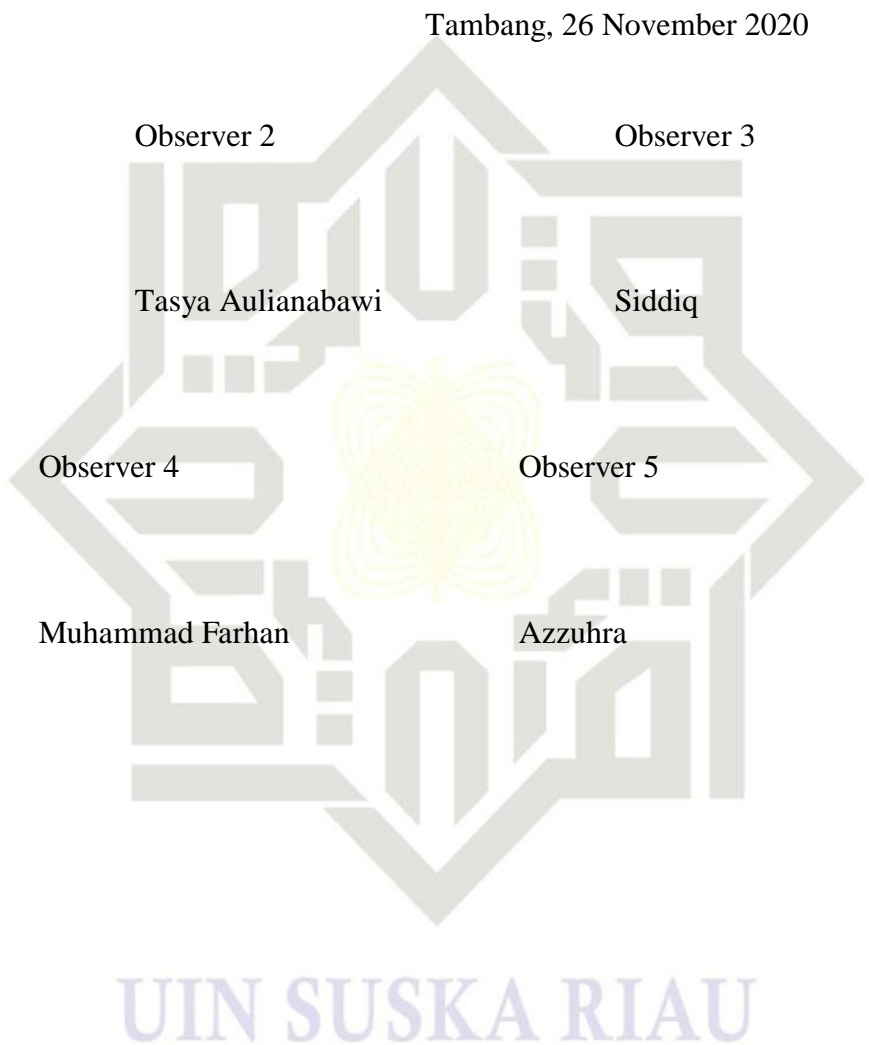 Tambang, 26 November 2020
Observer 2 Observer 3
Tasya Aulianabawi Siddiq
Observer 4 Observer 5
Muhammad Farhan Azzuhra
UIN SUSKA RIAU